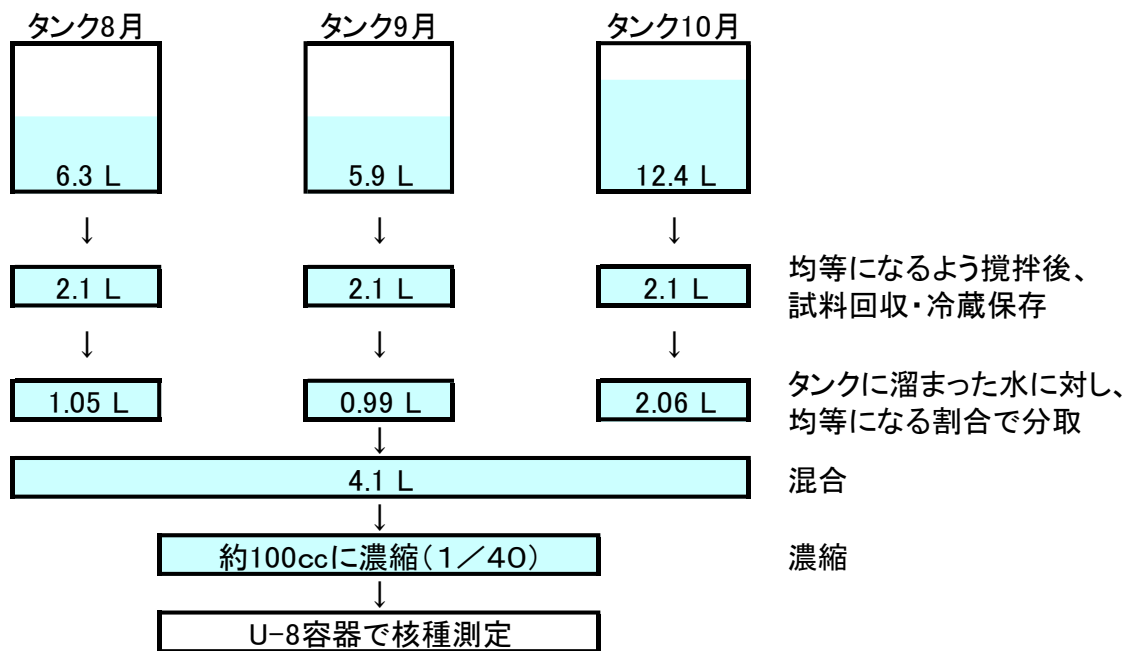 タンク8月
タンク9月
タンク10月
6.3 L
5.9 L
12.4 L
↓ ↓ ↓
2.1 L
2.1 L
2.1 L
均等になるよう撹拌後、
試料回収・冷蔵保存
↓ ↓ ↓
1.05 L
0.99 L
2.06 L
タンクに溜まった水に対し、
均等になる割合で分取
↓
4.1 L
混合
↓
約100ccに濃縮(1/40)
濃縮
↓
U-8容器で核種測定